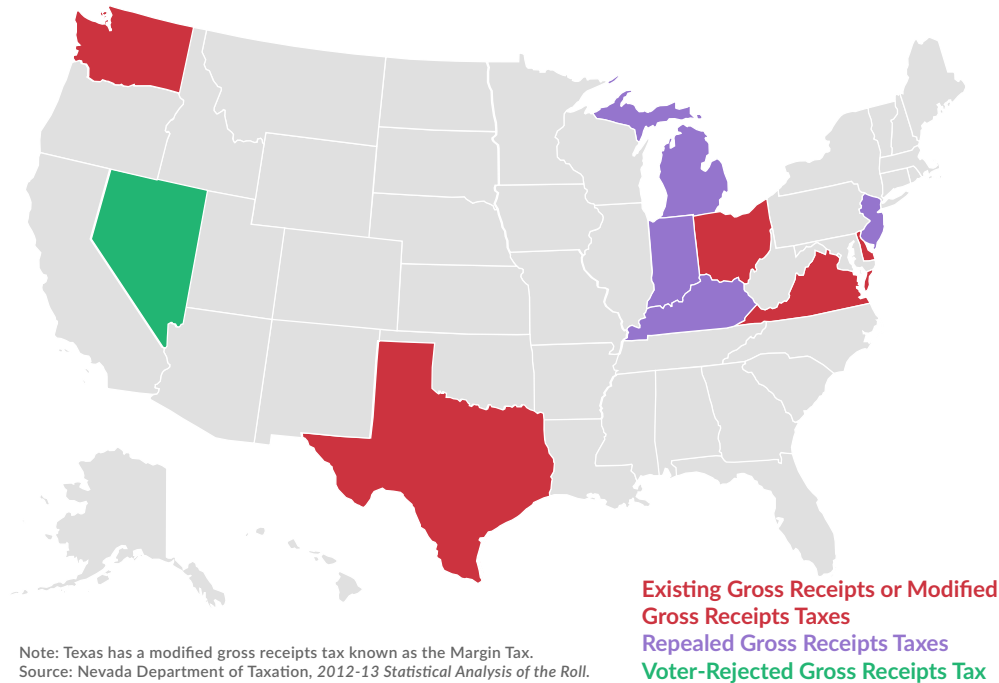 Existing Gross Receipts or Modified
Gross Receipts Taxes
Repealed Gross Receipts Taxes
Voter-Rejected Gross Receipts Tax
Note: Texas has a modified gross receipts tax known as the Margin Tax.
Source: Nevada Department of Taxation, 2012-13 Statistical Analysis of the Roll.